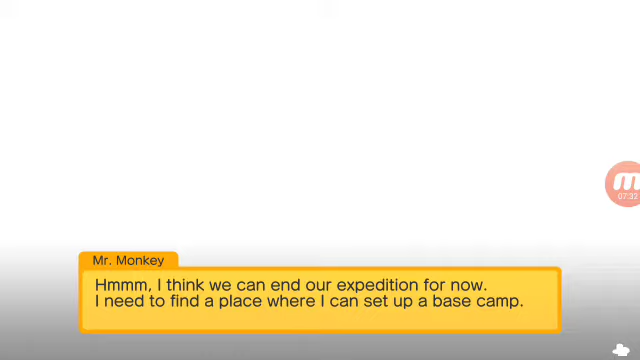 Mr. Monkey
Hmmm, I think we can end our expedition for now.
I need to find a place where I can set up a base camp.
07:32